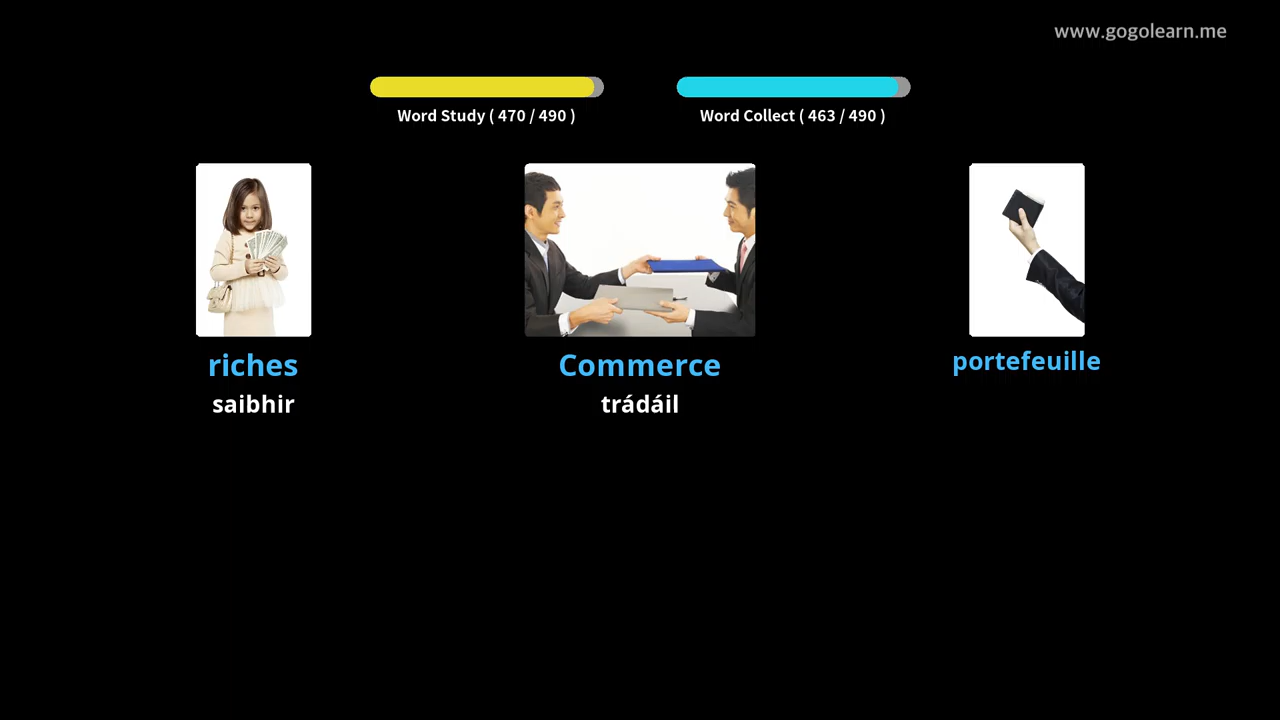 www.gogolearn.me
Word Study ( 470 / 490 )
Word Collect ( 463 / 490 )
riches
saibhir
Commerce
trádáil
portefeuille